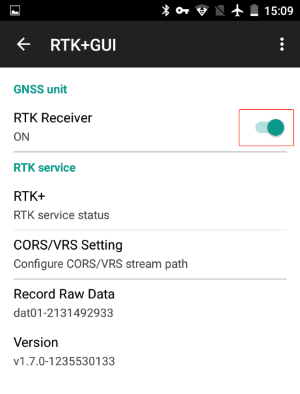 15:09
RTK+GUI
GNSS unit
RTK Receiver
ON
RTK service
RTK+
RTK service status
CORS/VRS Setting
Configure CORS/VRS stream path
Record Raw Data
dat01-2131492933
Version
v1.7.0-1235530133